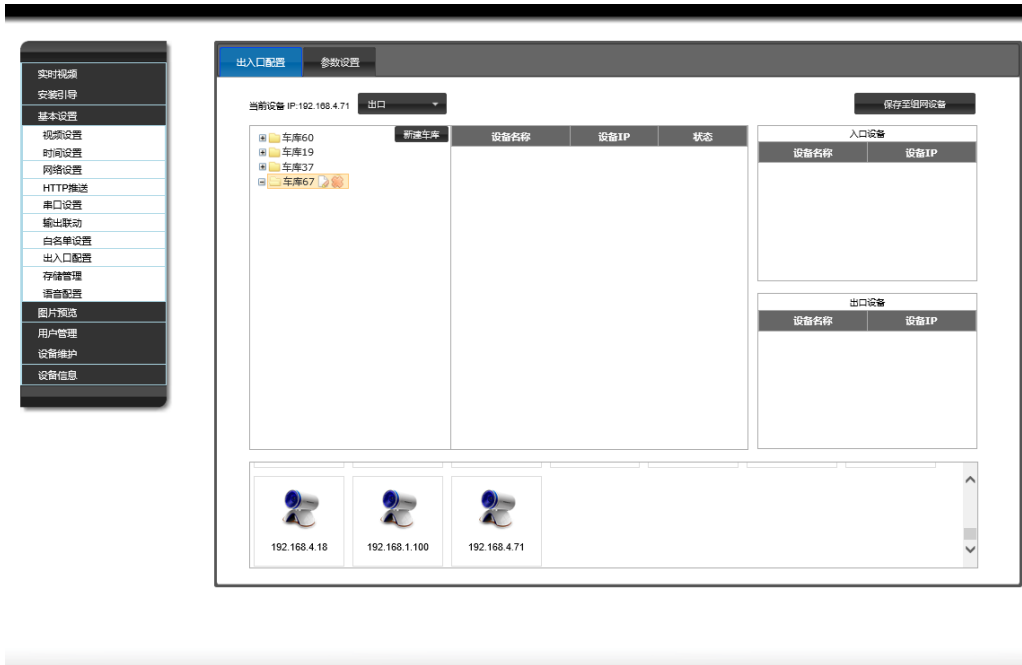 实时视频
安装引导
基本设置
视频设置
时间设置
网络设置
HTTP推送
串口设置
输出联动
白名单设置
出入口配置
存储管理
语音配置
图片预览
用户管理
设备维护
设备信息
出入口配置 参数设置
当前设备 IP:192.168.4.71 出口 保存至组网设备
车库60 新建车库
车库19
车库37
车库67
设备名称 设备IP 状态
入口设备
设备名称 设备IP
出口设备
设备名称 设备IP
192.168.4.18 192.168.1.100 192.168.4.71